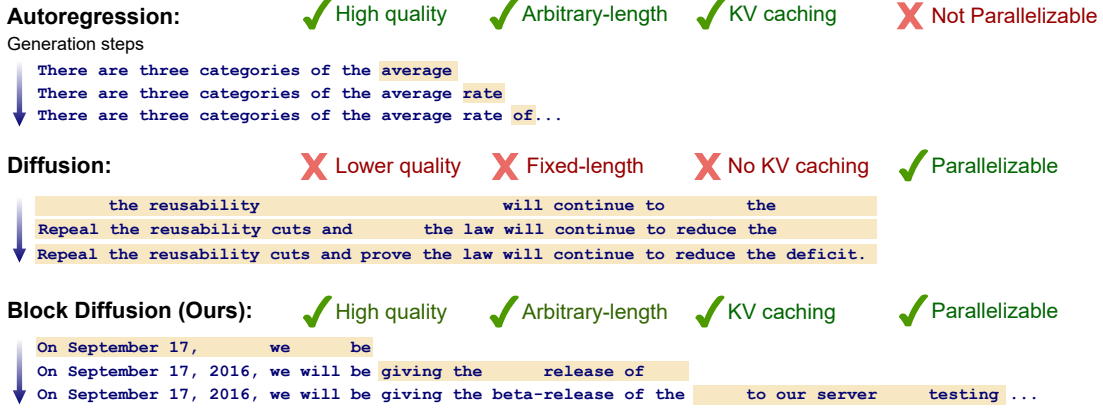 Autoregression: ✓ High quality ✓ Arbitrary-length ✓ KV caching ✗ Not Parallelizable
Generation steps
There are three categories of the average
There are three categories of the average rate
There are three categories of the average rate of...
Diffusion: ✗ Lower quality ✗ Fixed-length ✗ No KV caching ✓ Parallelizable
the reusability will continue to the
Repeal the reusability cuts and the law will continue to reduce the
Repeal the reusability cuts and prove the law will continue to reduce the deficit.
Block Diffusion (Ours): ✓ High quality ✓ Arbitrary-length ✓ KV caching ✓ Parallelizable
On September 17, we be
On September 17, 2016, we will be giving the release of
On September 17, 2016, we will be giving the beta-release of the to our server testing ...